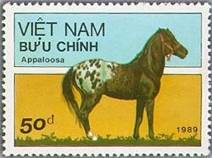 VIỆT NAM
BƯU CHÍNH
Appaloosa
50đ
1989